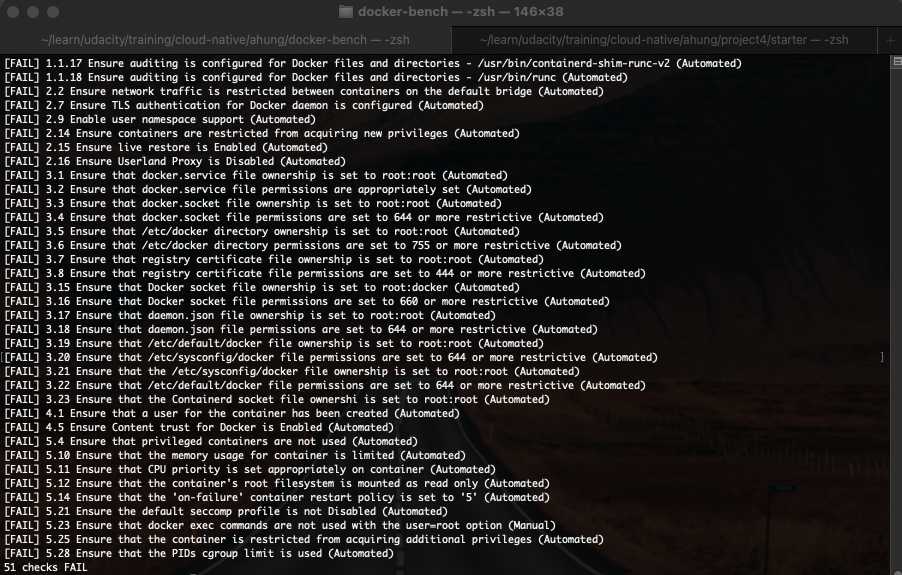 docker-bench — -zsh — 146×38
~/learn/udacity/training/cloud-native/ahung/docker-bench — -zsh
~/learn/udacity/training/cloud-native/ahung/project4/starter — -zsh
[FAIL] 1.1.17 Ensure auditing is configured for Docker files and directories - /usr/bin/containerd-shim-runc-v2 (Automated)
[FAIL] 1.1.18 Ensure auditing is configured for Docker files and directories - /usr/bin/runc (Automated)
[FAIL] 2.2 Ensure network traffic is restricted between containers on the default bridge (Automated)
[FAIL] 2.7 Ensure TLS authentication for Docker daemon is configured (Automated)
[FAIL] 2.9 Enable user namespace support (Automated)
[FAIL] 2.14 Ensure containers are restricted from acquiring new privileges (Automated)
[FAIL] 2.15 Ensure live restore is Enabled (Automated)
[FAIL] 2.16 Ensure Userland Proxy is Disabled (Automated)
[FAIL] 3.1 Ensure that docker.service file ownership is set to root:root (Automated)
[FAIL] 3.2 Ensure that docker.service file permissions are appropriately set (Automated)
[FAIL] 3.3 Ensure that docker.socket file ownership is set to root:root (Automated)
[FAIL] 3.4 Ensure that docker.socket file permissions are set to 644 or more restrictive (Automated)
[FAIL] 3.5 Ensure that /etc/docker directory ownership is set to root:root (Automated)
[FAIL] 3.6 Ensure that /etc/docker directory permissions are set to 755 or more restrictive (Automated)
[FAIL] 3.7 Ensure that registry certificate file ownership is set to root:root (Automated)
[FAIL] 3.8 Ensure that registry certificate file permissions are set to 444 or more restrictive (Automated)
[FAIL] 3.15 Ensure that Docker socket file ownership is set to root:docker (Automated)
[FAIL] 3.16 Ensure that Docker socket file permissions are set to 660 or more restrictive (Automated)
[FAIL] 3.17 Ensure that daemon.json file ownership is set to root:root (Automated)
[FAIL] 3.18 Ensure that daemon.json file permissions are set to 644 or more restrictive (Automated)
[FAIL] 3.19 Ensure that /etc/default/docker file ownership is set to root:root (Automated)
[FAIL] 3.20 Ensure that /etc/sysconfig/docker file permissions are set to 644 or more restrictive (Automated)
[FAIL] 3.21 Ensure that the /etc/sysconfig/docker file ownership is set to root:root (Automated)
[FAIL] 3.22 Ensure that /etc/default/docker file permissions are set to 644 or more restrictive (Automated)
[FAIL] 3.23 Ensure that the Containerd socket file ownershi is set to root:root (Automated)
[FAIL] 4.1 Ensure that a user for the container has been created (Automated)
[FAIL] 4.5 Ensure Content trust for Docker is Enabled (Automated)
[FAIL] 5.4 Ensure that privileged containers are not used (Automated)
[FAIL] 5.10 Ensure that the memory usage for container is limited (Automated)
[FAIL] 5.11 Ensure that CPU priority is set appropriately on container (Automated)
[FAIL] 5.12 Ensure that the container's root filesystem is mounted as read only (Automated)
[FAIL] 5.14 Ensure that the 'on-failure' container restart policy is set to '5' (Automated)
[FAIL] 5.21 Ensure the default seccomp profile is not Disabled (Automated)
[FAIL] 5.23 Ensure that docker exec commands are not used with the user=root option (Manual)
[FAIL] 5.25 Ensure that the container is restricted from acquiring additional privileges (Automated)
[FAIL] 5.28 Ensure that the PIDs cgroup limit is used (Automated)
51 checks FAIL